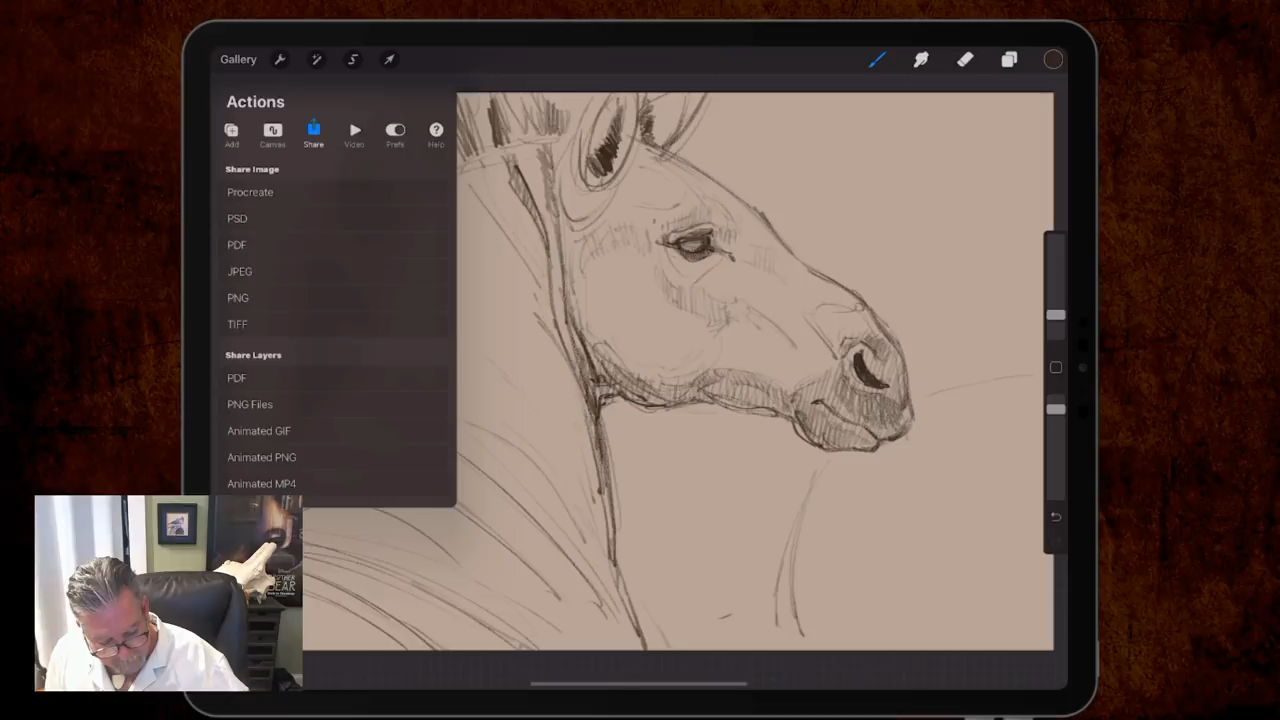 Gallery
Actions
Add Canvas Share Video Prefs Help
Share Image
Procreate
PSD
PDF
JPEG
PNG
TIFF
Share Layers
PDF
PNG Files
Animated GIF
Animated PNG
Animated MP4
BEAR